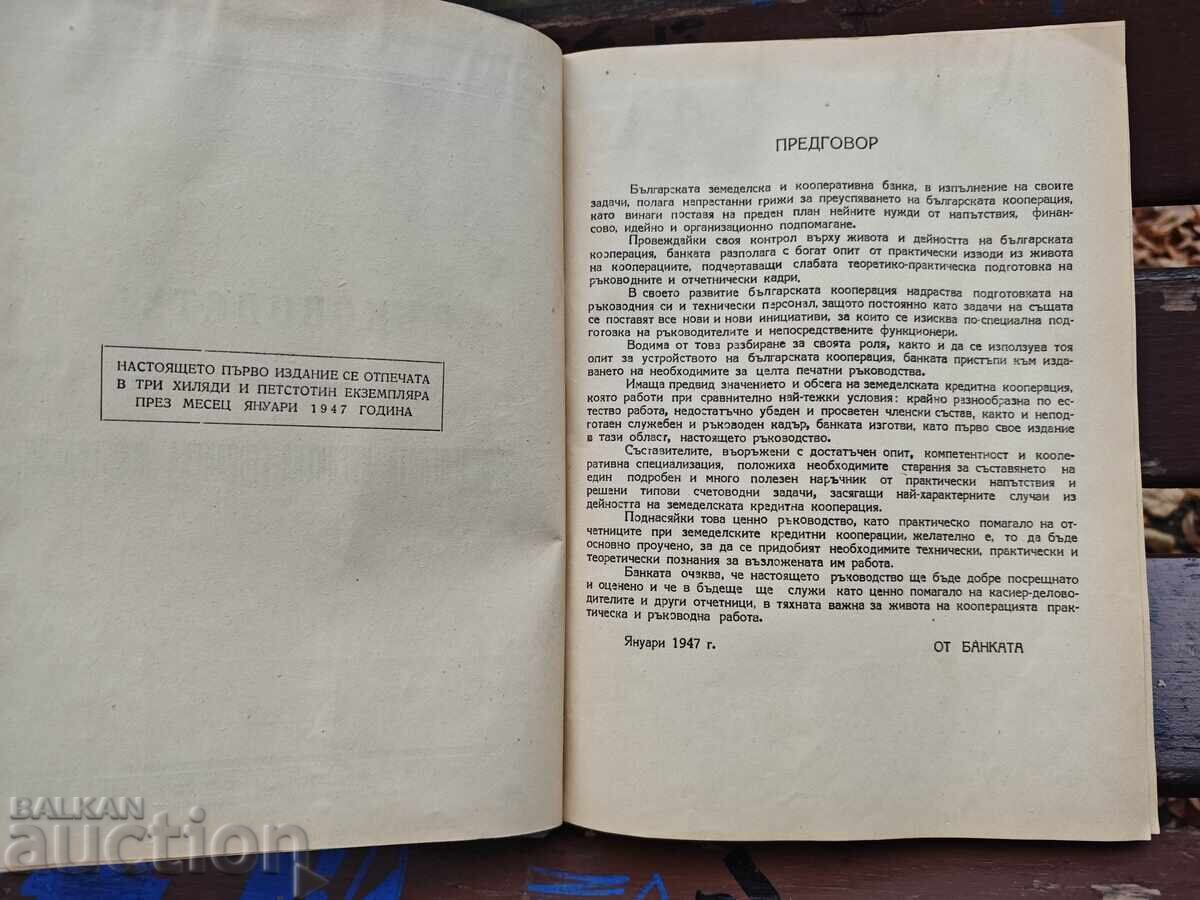 НАСТОЯЩЕТО ПЪРВО ИЗДАНИЕ СЕ ОТПЕЧАТА
В ТРИ ХИЛЯДИ И ПЕТСТОТИН ЕКЗЕМПЛЯРА
ПРЕЗ МЕСЕЦ ЯНУАРИ 1947 ГОДИНА
ПРЕДГОВОР
Българската земеделска и кооперативна банка, в изпълнение на своите
задачи, полага напрастанни грижи за преуспяването на българската кооперация,
като винаги поставя на преден план нейните нужди от напътствия, финан-
сово, идейно и организационно подпомагане.
Провеждайки своя контрол върху живота и дейността на българската
кооперация, банката разполага с богат опит от практически изводи из живота
на кооперациите, подчертаващи слабата теоретико-практическа подготовка на
ръководните и отчетнически кадри.
В своето развитие българската кооперация надраства подготовката на
ръководния си и технически персонал, защото постоянно като задачи на същата
се поставят все нови и нови инициативи, за които се изисква по-специална под-
готовка на ръководителите и непосредствените функционери.
Водима от това разбиране за своята роля, както и да се използува тоя
опит за устройството на българската кооперация, банката пристъпи към изда-
ването на необходимите за целта печатни ръководства.
Имаща предвид значението и обсега на земеделската кредитна кооперация,
която работи при сравнително най-тежки условия: крайно разнообразна по ес-
тество работа, недостатъчно убеден и просветен членски състав, както и непод-
готвен служебен и ръководен кадър, банката изготви, като първо свое издание
в тази област, настоящето ръководство.
Съставителите, въоръжени с достатъчен опит, компетентност и коопе-
ративна специализация, положиха необходимите старания за съставянето на
един подробен и много полезен наръчник от практически напътствия и
решени типови счетоводни задачи, засягащи най-характерните случаи из
дейността на земеделската кредитна кооперация.
Поднасяйки това ценно ръководство, като практическо помагало на от-
четниците при земеделските кредитни кооперации, желателно е, то да бъде
основно проучено, за да се придобият необходимите технически, практически и
теоретически познания за възложената им работа.
Банката очаква, че настоящето ръководство ще бъде добре посрещнато
и оценено и че в бъдеще ще служи като ценно помагало на касиер-делово-
дителите и други отчетници, в тяхната важна за живота на кооперацията прак-
тическа и ръководна работа.
Януари 1947 г.
ОТ БАНКАТА
BALKAN
auction